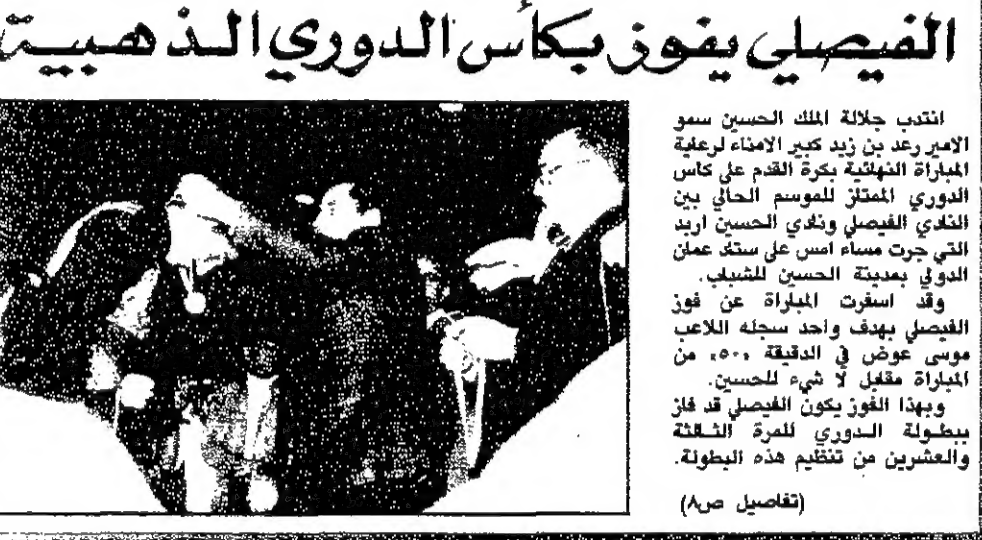 الفيصلي يفوز بكأس الدوري الذهبية
انتدب جلالة الملك الحسين سمو
الامير رعد بن زيد كبير الامناء لرعاية
المباراة النهائية بكرة القدم على كاس
الدوري الممتاز للموسم الحالي بين
النادي الفيصلي ونادي الحسين اربد
التي جرت مساء امس على ستاد عمان
الدولي بمدينة الحسين للشباب.
وقد اسفرت المباراة عن فوز
الفيصلي بهدف واحد سجله اللاعب
موسى عوض في الدقيقة «٥٠» من
المباراة مقابل لا شيء للحسين.
وبهذا الفوز يكون الفيصلي قد فاز
ببطولة الدوري للمرة الثالثة
والعشرين من تنظيم هذه البطولة.
(تفاصيل ص٨)